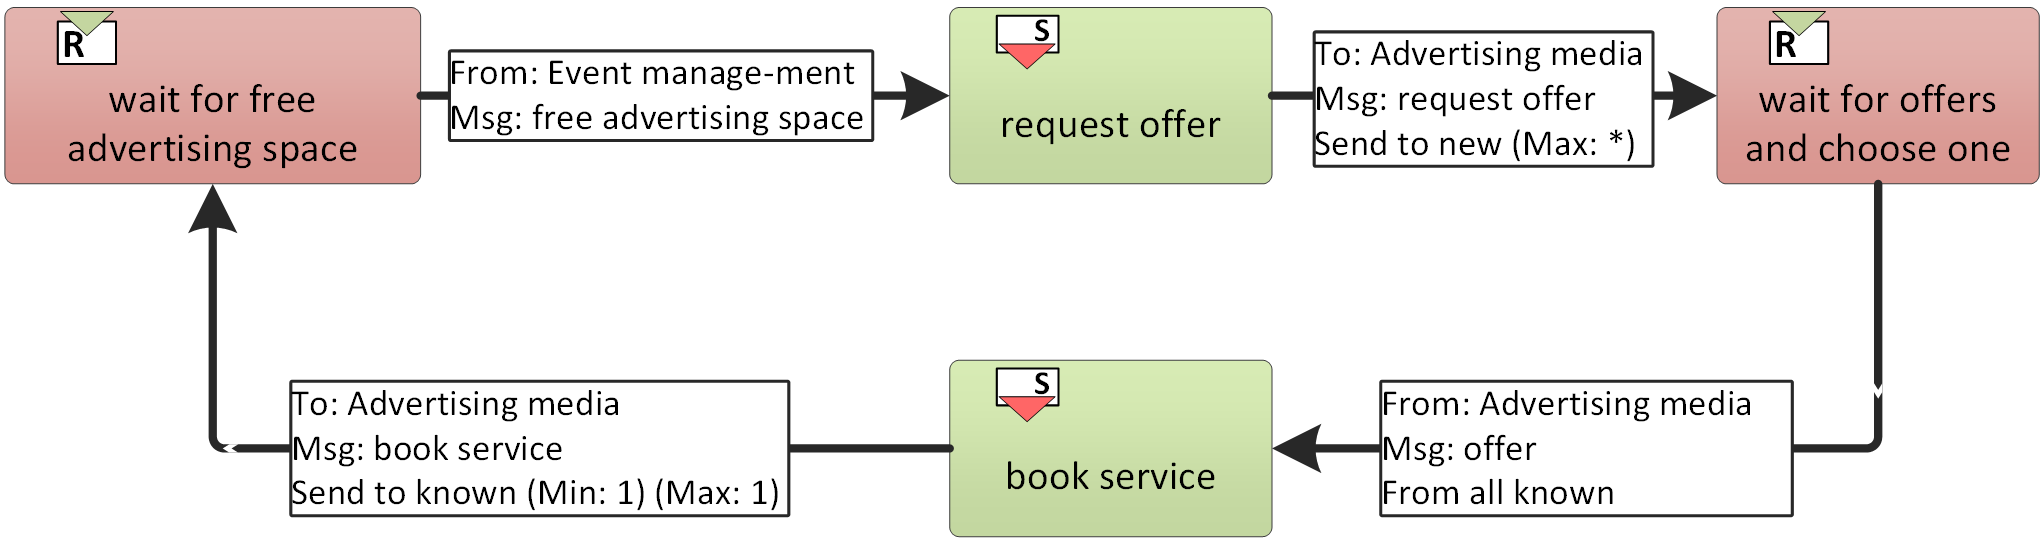 R
wait for free
advertising space
From: Event manage-ment
Msg: free advertising space
S
request offer
To: Advertising media
Msg: request offer
Send to new (Max: *)
R
wait for offers
and choose one
From: Advertising media
Msg: offer
From all known
S
book service
To: Advertising media
Msg: book service
Send to known (Min: 1) (Max: 1)